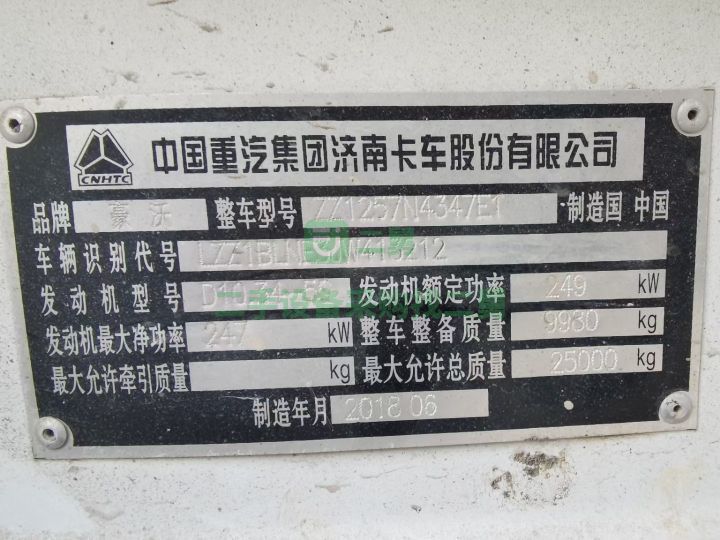 CNHTC 中国重汽集团济南卡车股份有限公司
品牌 豪沃 整车型号 ZZ1257N4347E1 制造国 中国
车辆识别代号
发动机型号 发动机额定功率 249 kW
发动机最大净功率 247 kW 整车整备质量 9980 kg
最大允许牵引质量 kg 最大允许总质量 25000 kg
制造年月 2018 06